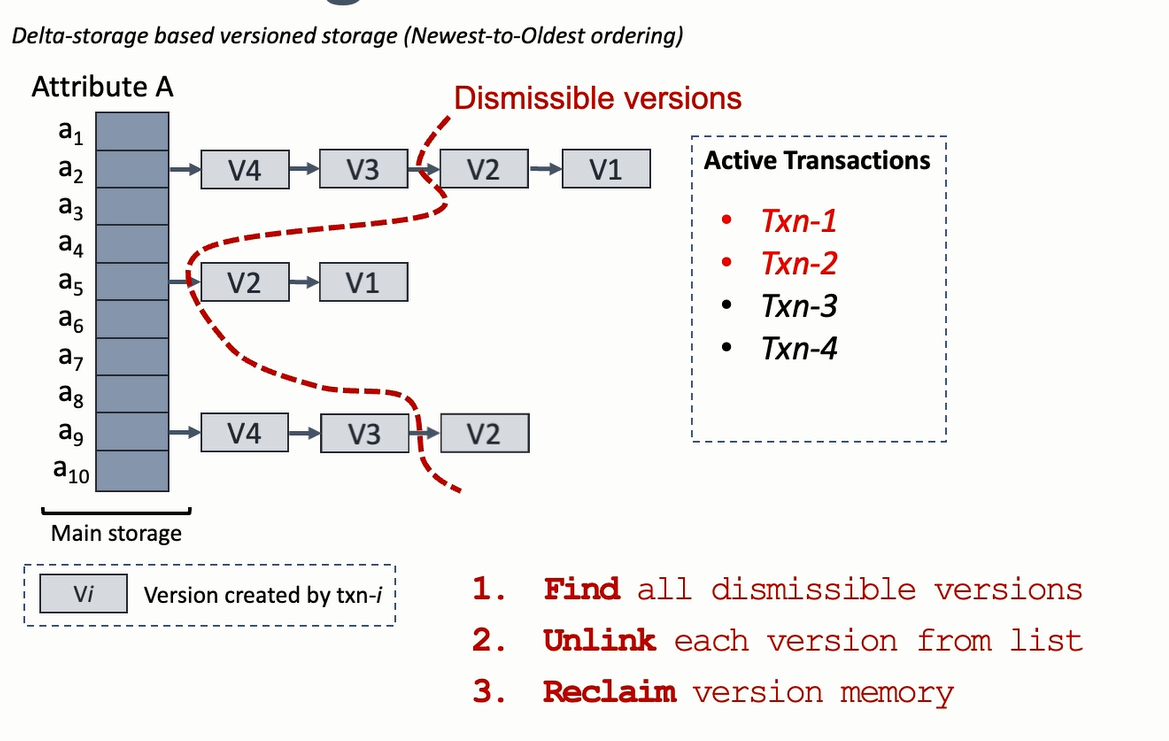 Delta-storage based versioned storage (Newest-to-Oldest ordering)
Attribute A
Dismissible versions
a1
a2
V4
V3
V2
V1
a3
a4
a5
V2
V1
a6
a7
a8
a9
V4
V3
V2
a10
Main storage
Vi
Version created by txn-i
Active Transactions
• Txn-1
• Txn-2
• Txn-3
• Txn-4
1. Find all dismissible versions
2. Unlink each version from list
3. Reclaim version memory